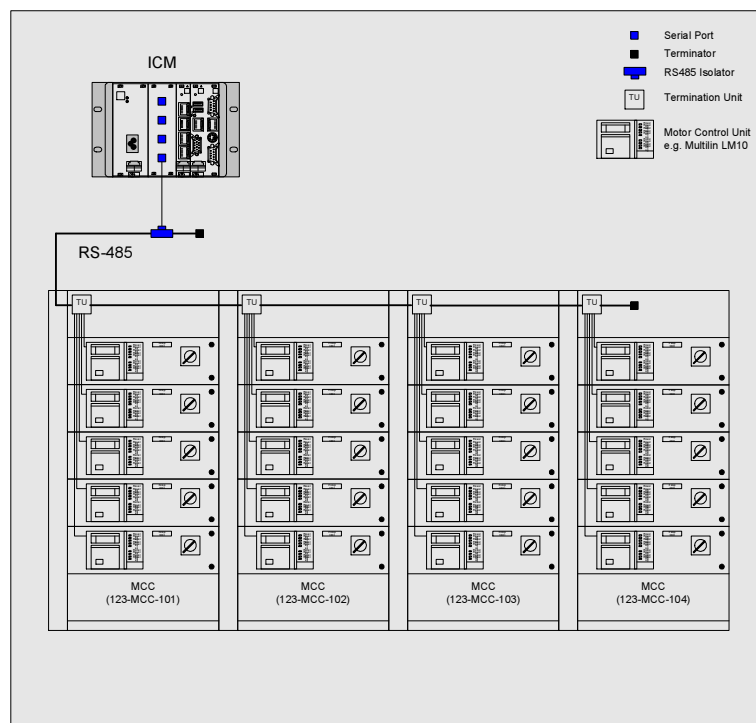 Serial Port
Terminator
RS485 Isolator
TU
Termination Unit
Motor Control Unit
e.g. Multilin LM10
ICM
RS-485
TU
TU
TU
TU
MCC
(123-MCC-101)
MCC
(123-MCC-102)
MCC
(123-MCC-103)
MCC
(123-MCC-104)